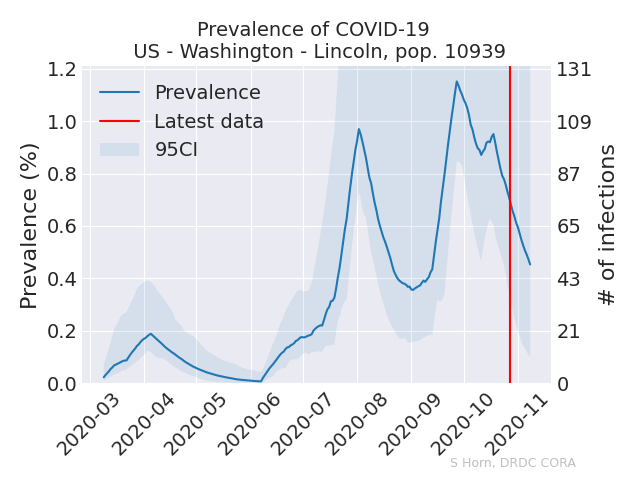 Prevalence of COVID-19
US - Washington - Lincoln, pop. 10939
Prevalence
Latest data
95CI
Prevalence (%)
1.2
1.0
0.8
0.6
0.4
0.2
0.0
# of infections
131
109
87
65
43
21
0
2020-03
2020-04
2020-05
2020-06
2020-07
2020-08
2020-09
2020-10
2020-11
S Horn, DRDC CORA